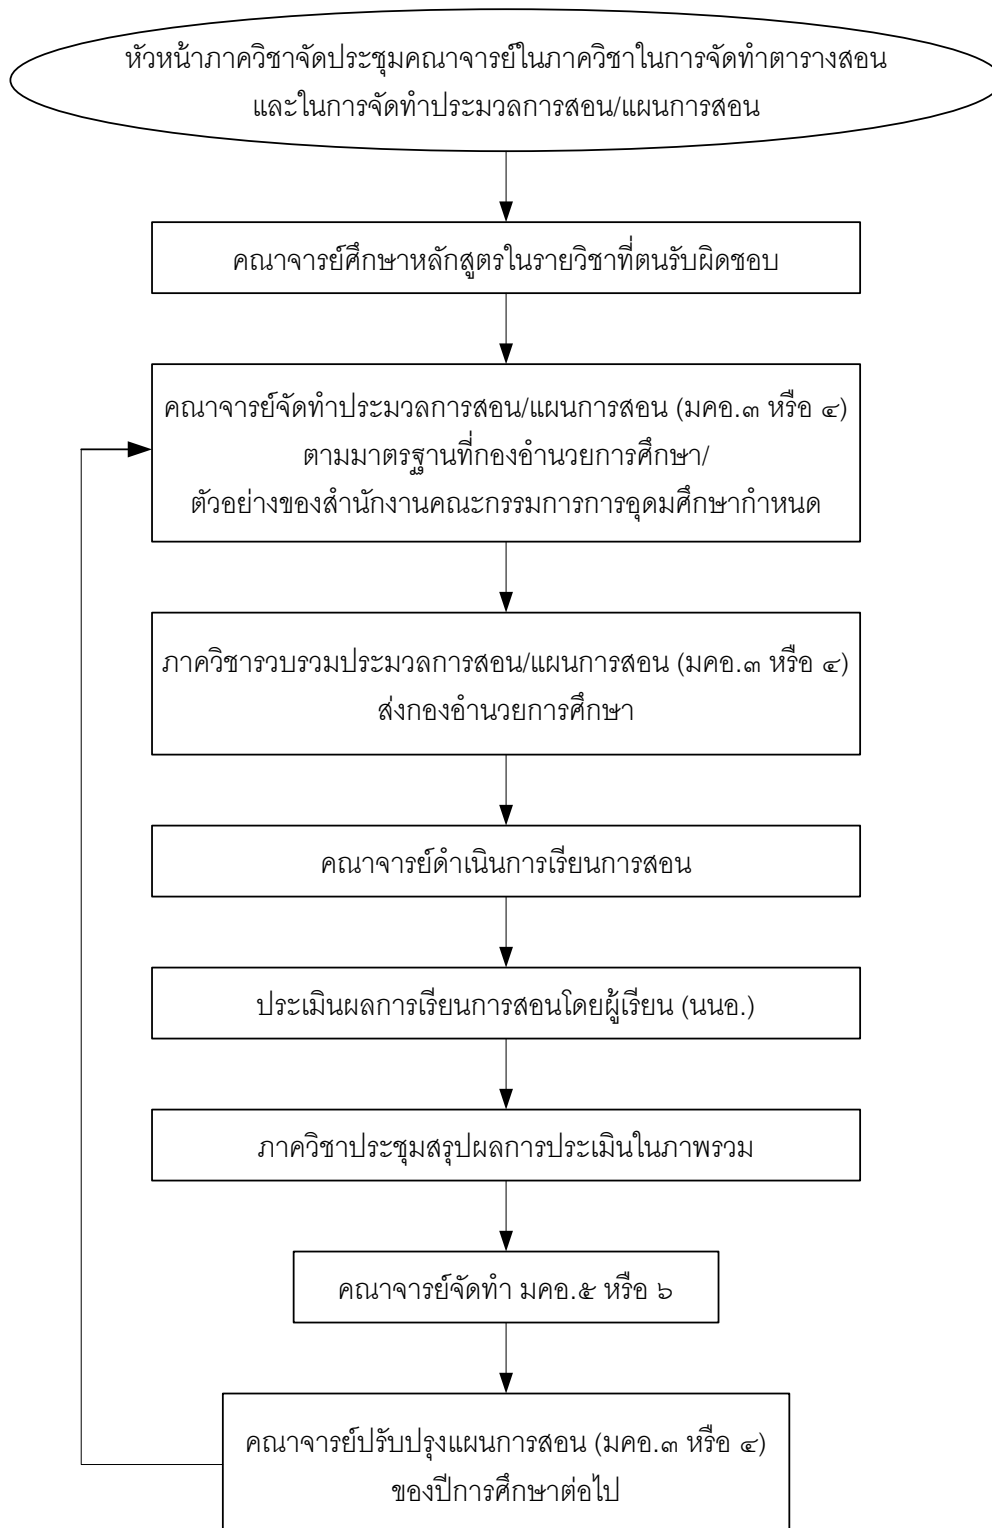 หัวหน้าภาควิชาจัดประชุมคณาจารย์ในภาควิชาในการจัดทำตารางสอน
และในการจัดทำประมวลการสอน/แผนการสอน
คณาจารย์ศึกษาหลักสูตรในรายวิชาที่ตนรับผิดชอบ
คณาจารย์จัดทำประมวลการสอน/แผนการสอน (มคอ.๓ หรือ ๔)
ตามมาตรฐานที่กองอำนวยการศึกษา/
ตัวอย่างของสำนักงานคณะกรรมการการอุดมศึกษากำหนด
ภาควิชารวบรวมประมวลการสอน/แผนการสอน (มคอ.๓ หรือ ๔)
ส่งกองอำนวยการศึกษา
คณาจารย์ดำเนินการเรียนการสอน
ประเมินผลการเรียนการสอนโดยผู้เรียน (นนอ.)
ภาควิชาประชุมสรุปผลการประเมินในภาพรวม
คณาจารย์จัดทำ มคอ.๕ หรือ ๖
คณาจารย์ปรับปรุงแผนการสอน (มคอ.๓ หรือ ๔)
ของปีการศึกษาต่อไป